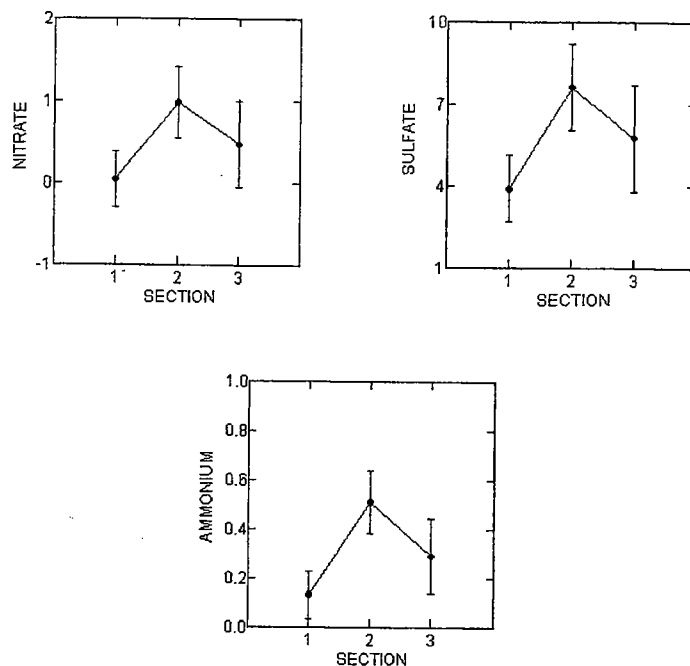 2
1
0
-1
NITRATE
1 2 3
SECTION
10
7
4
1
SULFATE
1 2 3
SECTION
1.0
0.8
0.6
0.4
0.2
0.0
AMMONIUM
1 2 3
SECTION